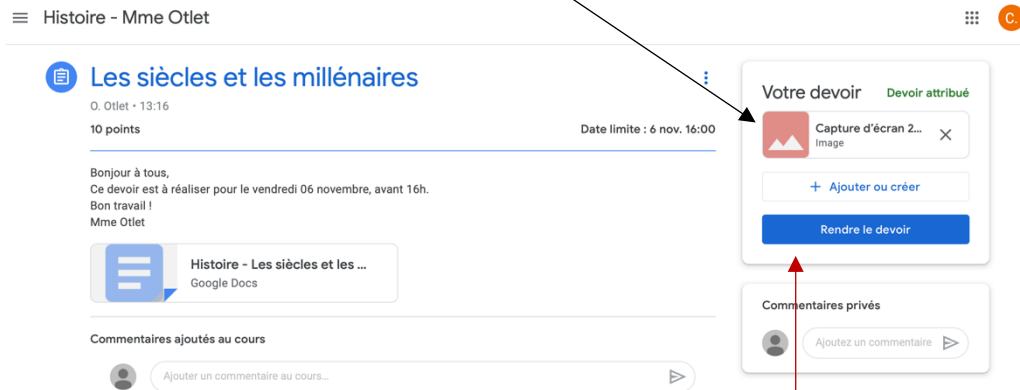 Histoire - Mme Otlet
C.
Les siècles et les millénaires
O. Otlet • 13:16
10 points
Date limite : 6 nov. 16:00
Bonjour à tous,
Ce devoir est à réaliser pour le vendredi 06 novembre, avant 16h.
Bon travail !
Mme Otlet
Histoire - Les siècles et les ...
Google Docs
Commentaires ajoutés au cours
Ajouter un commentaire au cours...
Votre devoir
Devoir attribué
Capture d'écran 2...
Image
+ Ajouter ou créer
Rendre le devoir
Commentaires privés
Ajoutez un commentaire